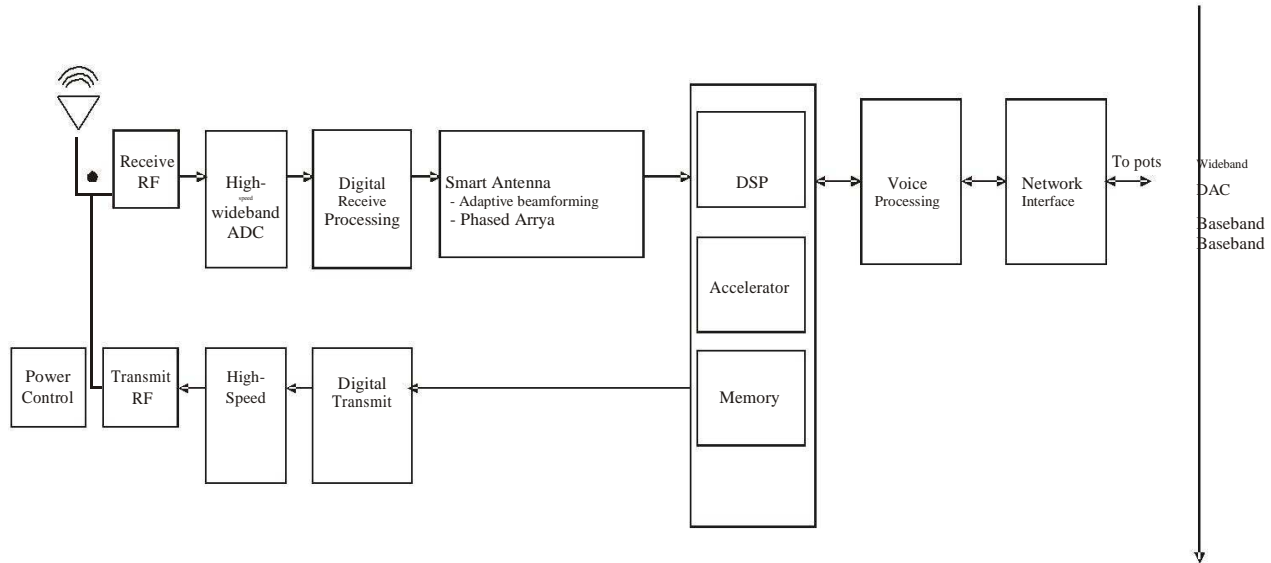 Receive
RF
High-
speed
wideband
ADC
Digital
Receive
Processing
Smart Antenna
- Adaptive beamforming
- Phased Arrya
DSP
Accelerator
Memory
Voice
Processing
Network
Interface
To pots
Wideband
DAC
Baseband
Baseband
Power
Control
Transmit
RF
High-
Speed
Digital
Transmit